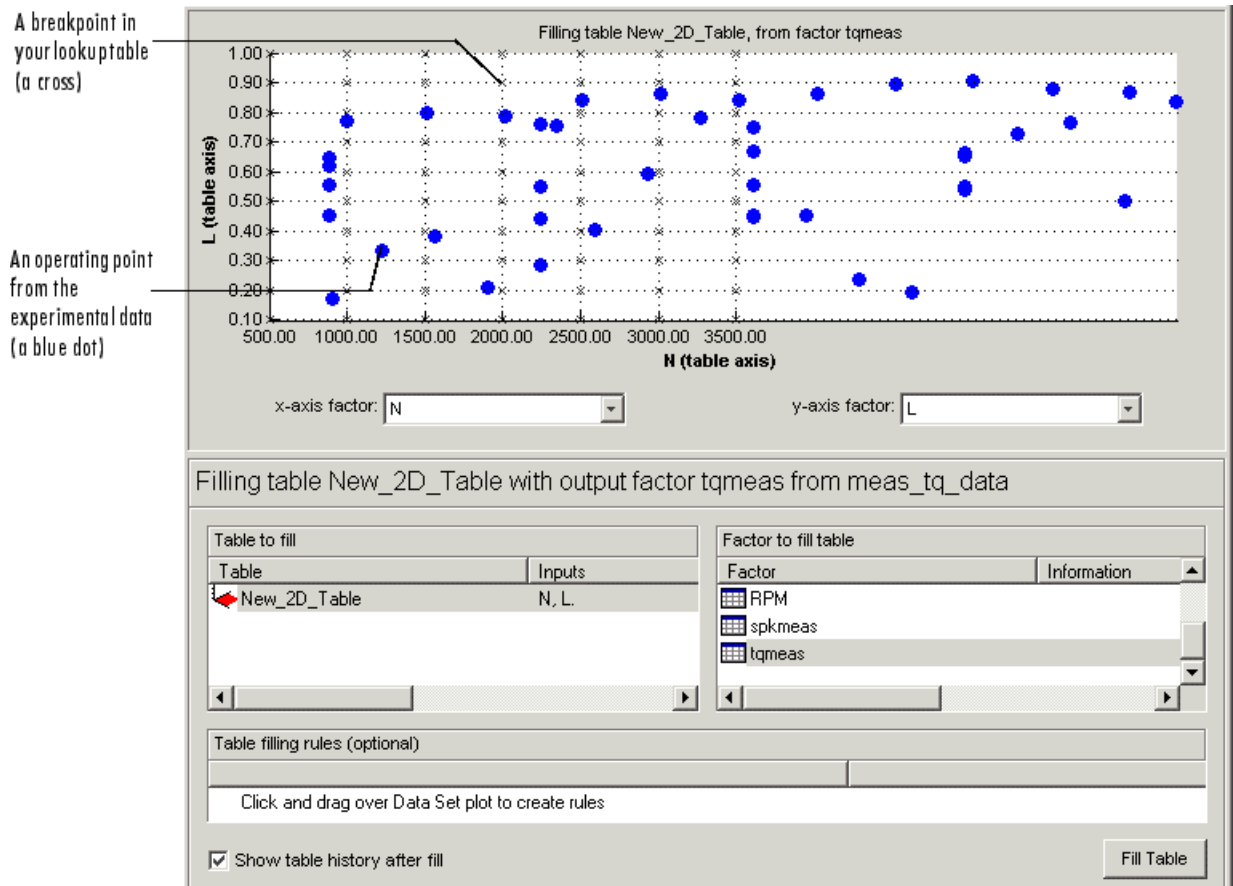 A breakpoint in
your lookup table
(a cross)
An operating point
from the
experimental data
(a blue dot)
Filling table New_2D_Table, from factor tqmeas
1.00
0.90
0.80
0.70
0.60
0.50
0.40
0.30
0.20
0.10
L (table axis)
500.00 1000.00 1500.00 2000.00 2500.00 3000.00 3500.00
N (table axis)
x-axis factor: N
y-axis factor: L
Filling table New_2D_Table with output factor tqmeas from meas_tq_data
Table to fill
Table Inputs
New_2D_Table N, L.
Factor to fill table
Factor Information
RPM
spkmeas
tqmeas
Table filling rules (optional)
Click and drag over Data Set plot to create rules
Show table history after fill
Fill Table